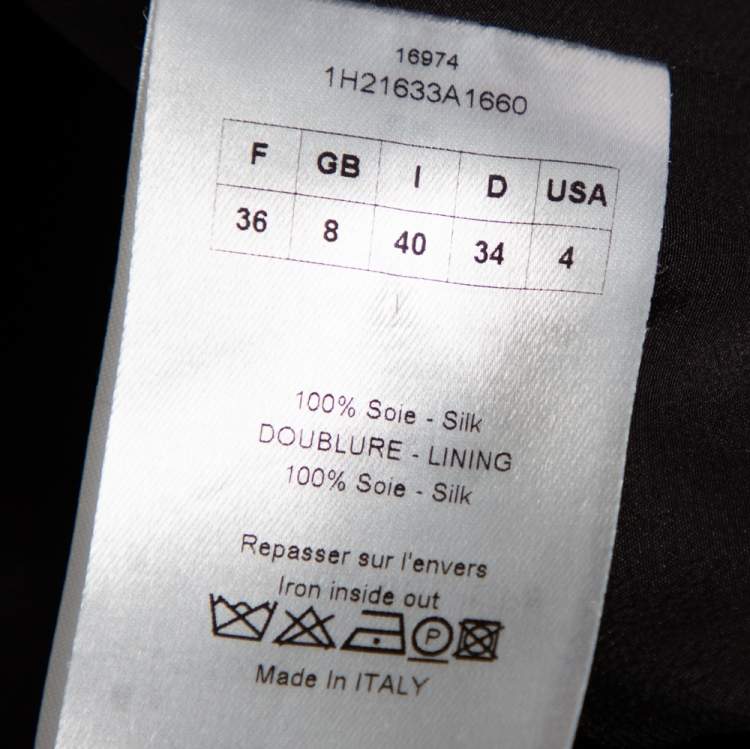 16974
1H21633A1660
F GB I D USA
36 8 40 34 4
100% Soie - Silk
DOUBLURE - LINING
100% Soie - Silk
Repasser sur l'envers
Iron inside out
P
Made In ITALY